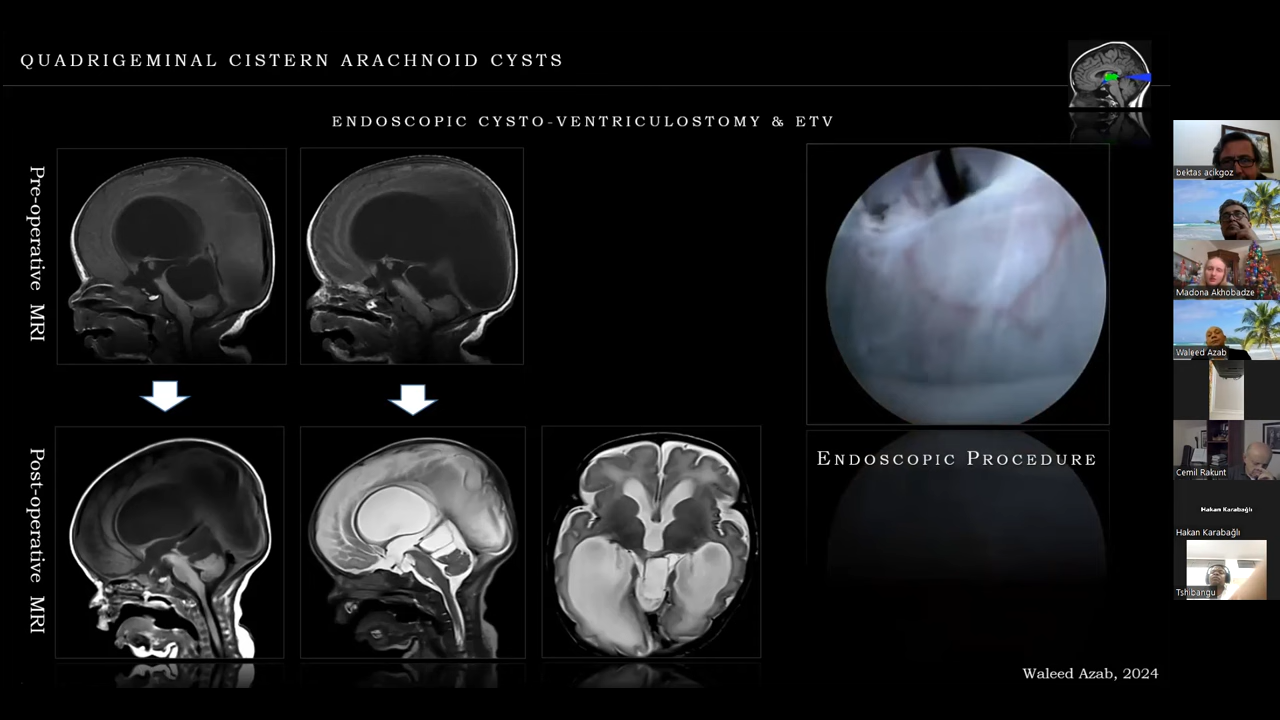 QUADRIGEMINAL CISTERN ARACHNOID CYSTS
ENDOSCOPIC CYSTO-VENTRICULOSTOMY & ETV
Pre-operative MRI
Post-operative MRI
ENDOSCOPIC PROCEDURE
Waleed Azab, 2024
bektas acikgoz
Madona Akhobadze
Waleed Azab
Cemil Rakunt
Hakan Karabağlı
Hakan Karabağlı
Tshibangu